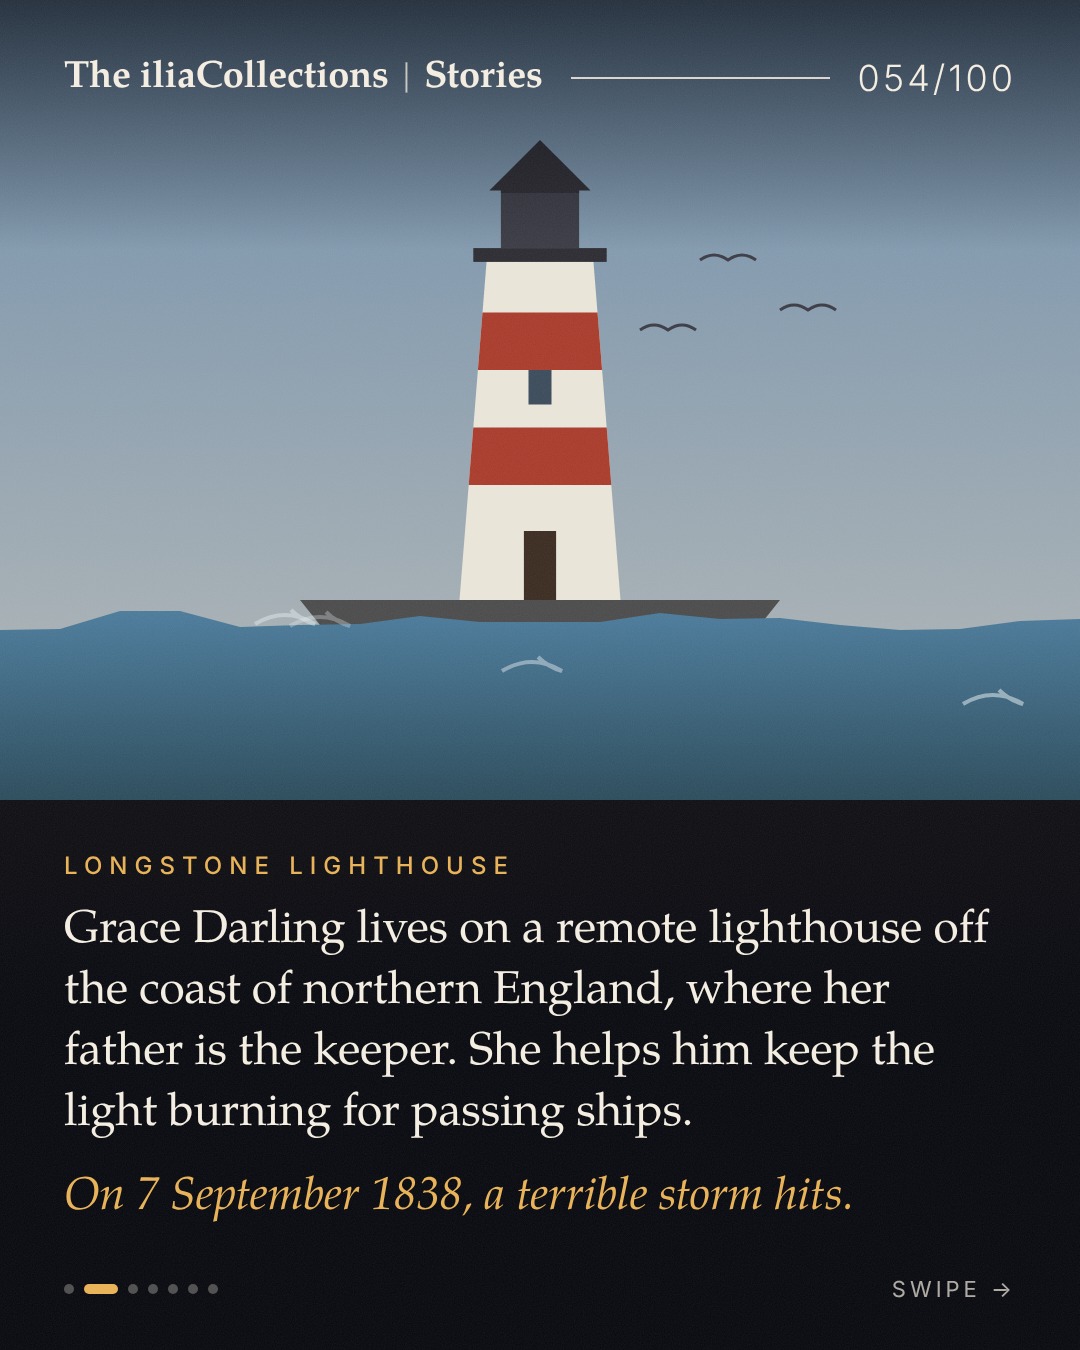 The iliaCollections | Stories
054/100
LONGSTONE LIGHTHOUSE
Grace Darling lives on a remote lighthouse off
the coast of northern England, where her
father is the keeper. She helps him keep the
light burning for passing ships.
On 7 September 1838, a terrible storm hits.
SWIPE →